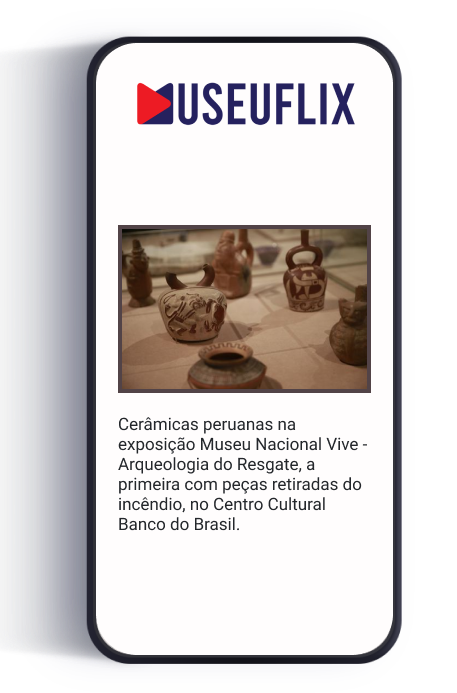 MUSEUFLIX
Cerâmicas peruanas na
exposição Museu Nacional Vive -
Arqueologia do Resgate, a
primeira com peças retiradas do
incêndio, no Centro Cultural
Banco do Brasil.